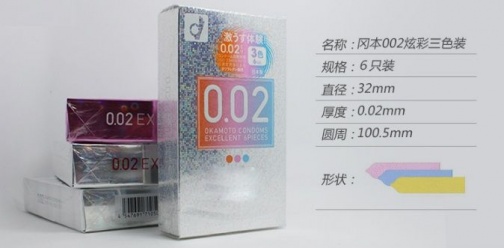 激うす体験
0.02
3色
0.02
OKAMOTO CONDOMS
EXCELLENT 6PIECES
0.02 EX
0.02 EX
名称：冈本002炫彩三色装
规格：6只装
直径：32mm
厚度：0.02mm
圆周：100.5mm
形状：